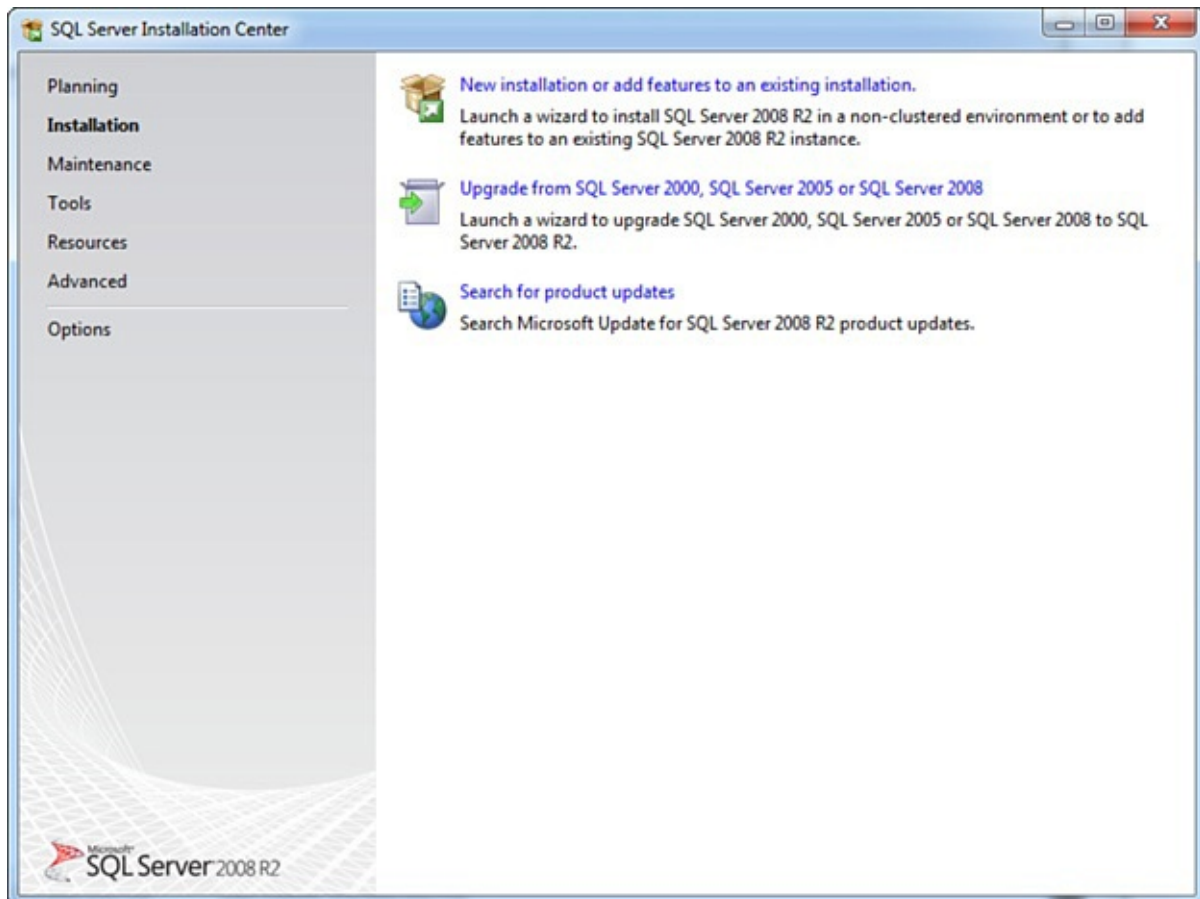 SQL Server Installation Center
Planning
Installation
Maintenance
Tools
Resources
Advanced
Options
New installation or add features to an existing installation.
Launch a wizard to install SQL Server 2008 R2 in a non-clustered environment or to add
features to an existing SQL Server 2008 R2 instance.
Upgrade from SQL Server 2000, SQL Server 2005 or SQL Server 2008
Launch a wizard to upgrade SQL Server 2000, SQL Server 2005 or SQL Server 2008 to SQL
Server 2008 R2.
Search for product updates
Search Microsoft Update for SQL Server 2008 R2 product updates.
Microsoft
SQL Server 2008 R2